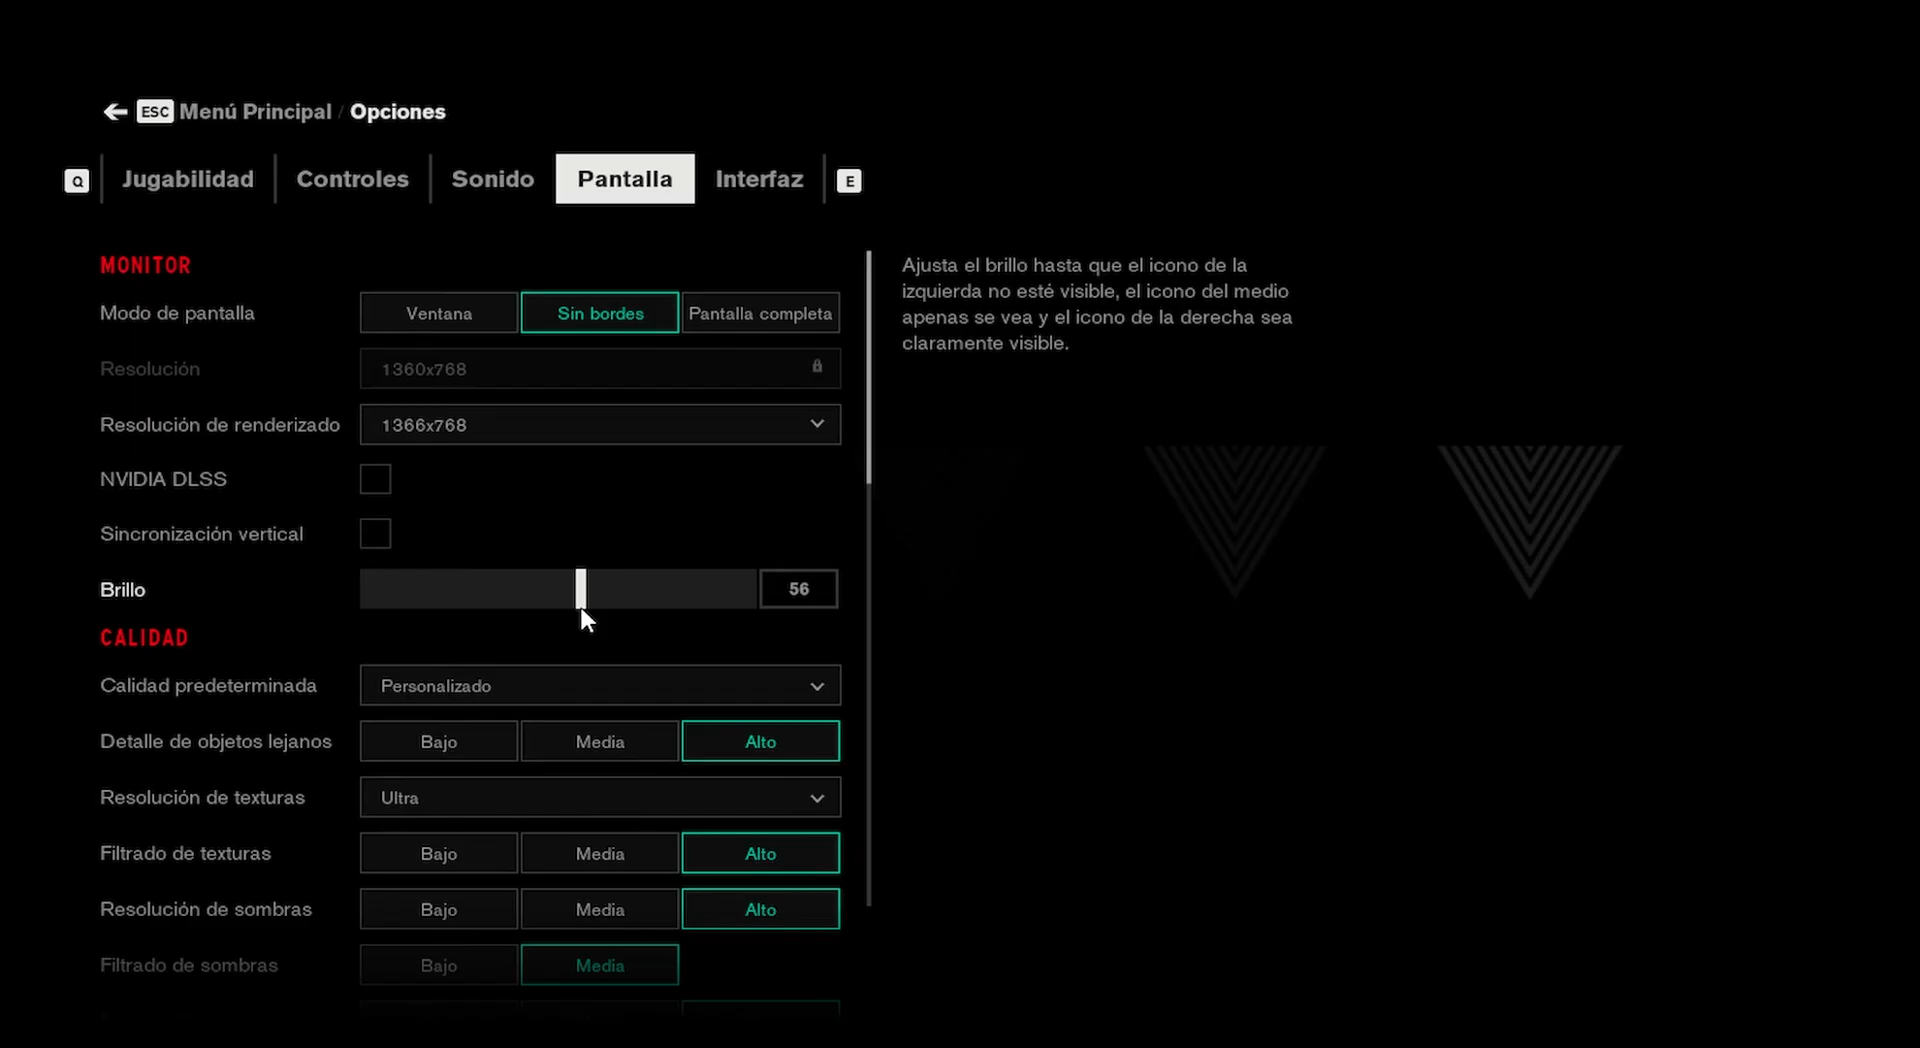 ESC Menú Principal / Opciones
Q Jugabilidad Controles Sonido Pantalla Interfaz E
MONITOR
Modo de pantalla Ventana Sin bordes Pantalla completa
Resolución 1360x768
Resolución de renderizado 1366x768
NVIDIA DLSS
Sincronización vertical
Brillo 56
CALIDAD
Calidad predeterminada Personalizado
Detalle de objetos lejanos Bajo Media Alto
Resolución de texturas Ultra
Filtrado de texturas Bajo Media Alto
Resolución de sombras Bajo Media Alto
Filtrado de sombras Bajo Media
Ajusta el brillo hasta que el icono de la
izquierda no esté visible, el icono del medio
apenas se vea y el icono de la derecha sea
claramente visible.